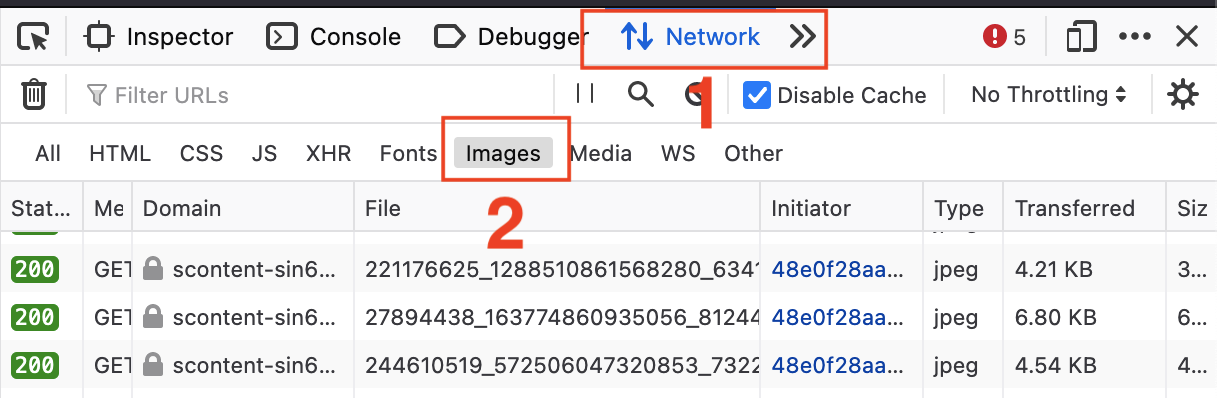 Inspector Console Debugger Network 5
1
Filter URLs Disable Cache No Throttling
All HTML CSS JS XHR Fonts Images Media WS Other
2
Stat... Me Domain File Initiator Type Transferred Siz
200 GET scontent-sin6... 221176625_1288510861568280_6341 48e0f28aa... jpeg 4.21 KB 3...
200 GET scontent-sin6... 27894438_163774860935056_81244 48e0f28aa... jpeg 6.80 KB 6...
200 GET scontent-sin6... 244610519_572506047320853_7322 48e0f28aa... jpeg 4.54 KB 4...